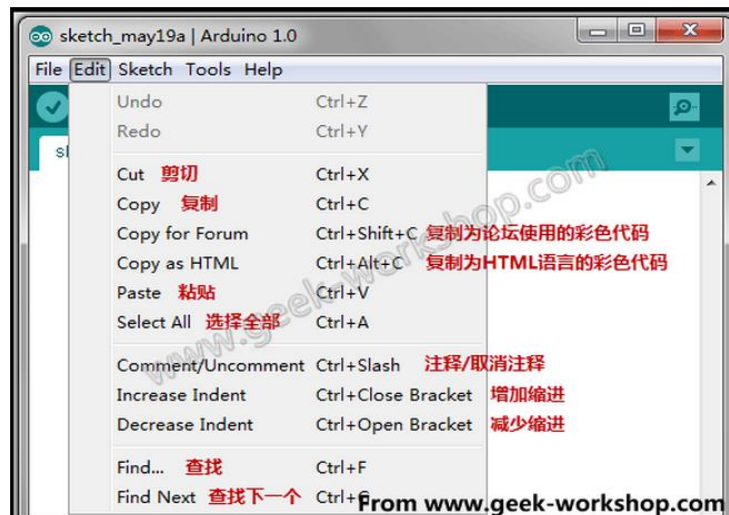 sketch_may19a | Arduino 1.0
File Edit Sketch Tools Help
Undo Ctrl+Z
Redo Ctrl+Y
Cut 剪切 Ctrl+X
Copy 复制 Ctrl+C
Copy for Forum Ctrl+Shift+C 复制为论坛使用的彩色代码
Copy as HTML Ctrl+Alt+C 复制为HTML语言的彩色代码
Paste 粘贴 Ctrl+V
Select All 选择全部 Ctrl+A
Comment/Uncomment Ctrl+Slash 注释/取消注释
Increase Indent Ctrl+Close Bracket 增加缩进
Decrease Indent Ctrl+Open Bracket 减少缩进
Find... 查找 Ctrl+F
Find Next 查找下一个 Ctrl+G
www.geek-workshop.com
From www.geek-workshop.com